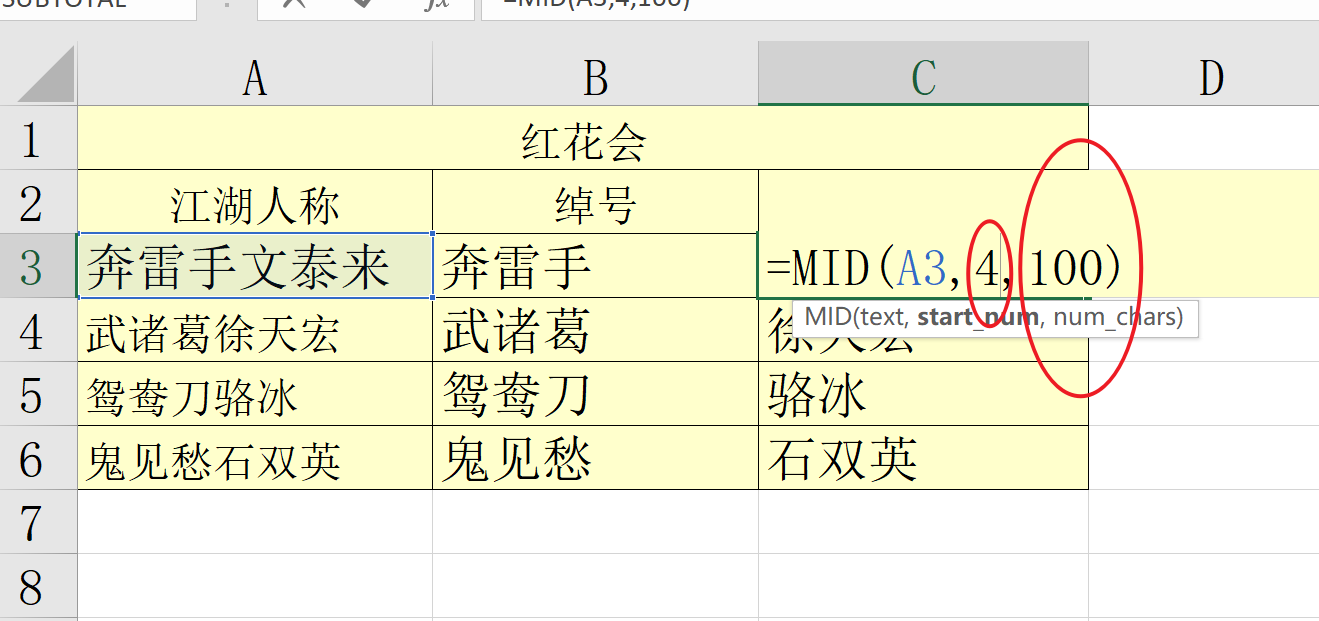 SUBTOTAL fx =MID(A3,4,100)
A B C D
1 红花会
2 江湖人称 绰号
3 奔雷手文泰来 奔雷手 =MID(A3,4,100)
MID(text, start_num, num_chars)
4 武诸葛徐天宏 武诸葛 徐天宏
5 鸳鸯刀骆冰 鸳鸯刀 骆冰
6 鬼见愁石双英 鬼见愁 石双英
7
8